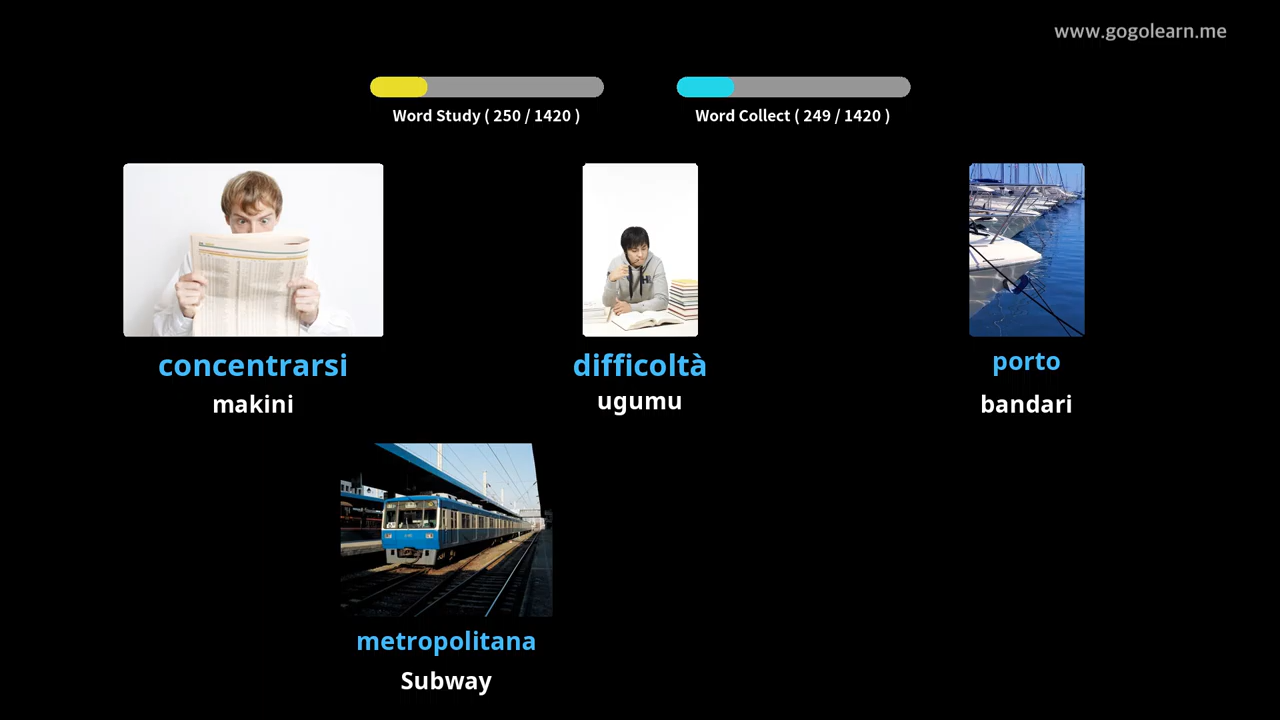 www.gogolearn.me
Word Study ( 250 / 1420 )
Word Collect ( 249 / 1420 )
concentrarsi
makini
difficoltà
ugumu
porto
bandari
metropolitana
Subway